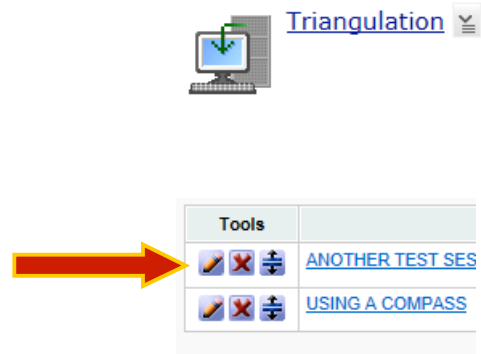 Triangulation
Tools
ANOTHER TEST SES
USING A COMPASS